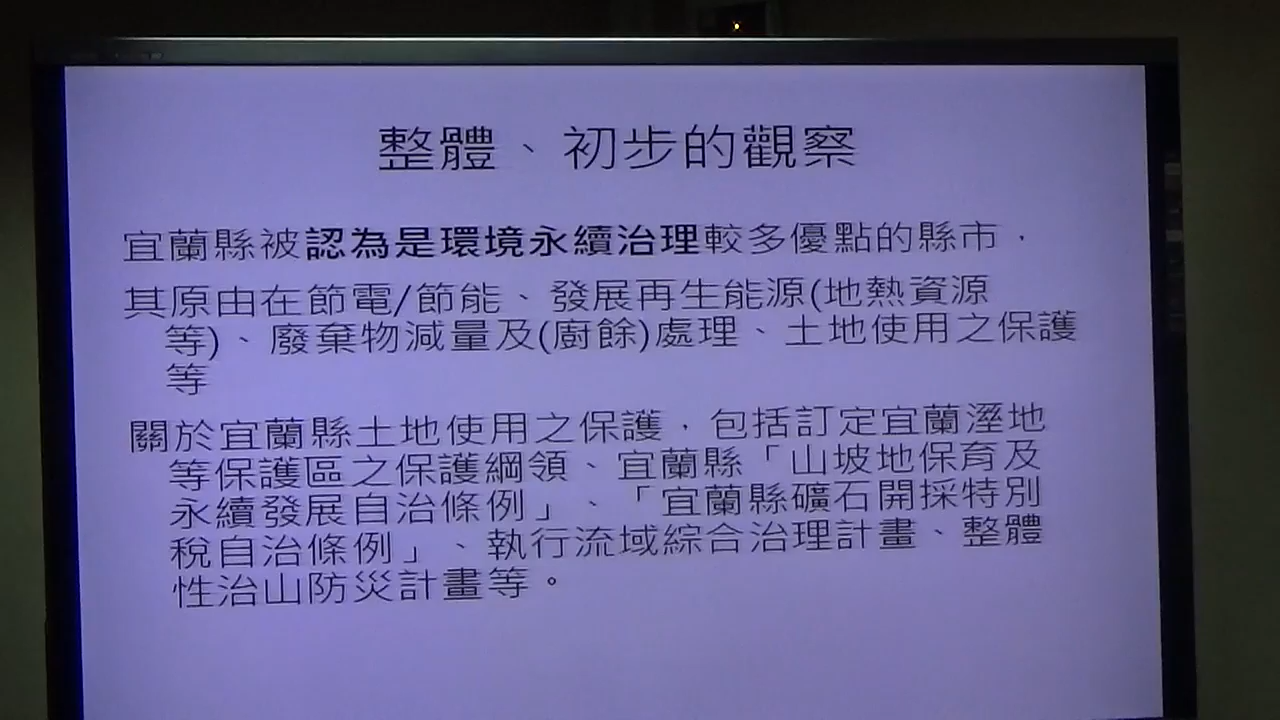 整體、初步的觀察
宜蘭縣被認為是環境永續治理較多優點的縣市，
其原由在節電/節能、發展再生能源(地熱資源
等)、廢棄物減量及(廚餘)處理、土地使用之保護
等
關於宜蘭縣土地使用之保護，包括訂定宜蘭溼地
等保護區之保護綱領、宜蘭縣「山坡地保育及
永續發展自治條例」、「宜蘭縣礦石開採特別
稅自治條例」、執行流域綜合治理計畫、整體
性治山防災計畫等。